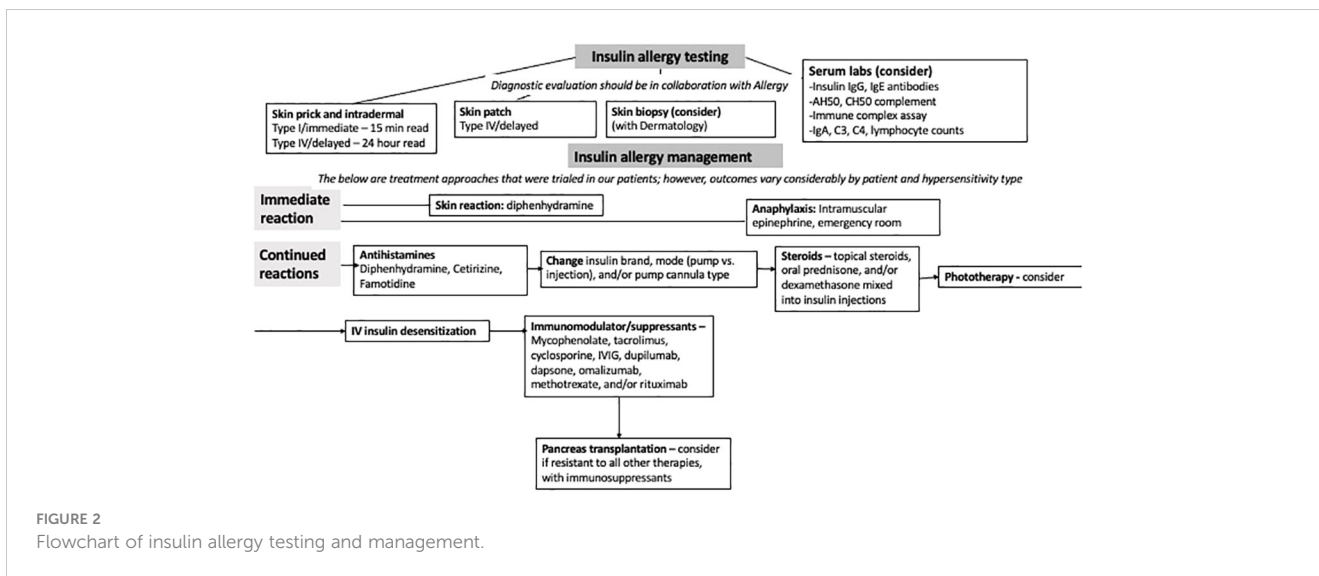 Insulin allergy testing
Diagnostic evaluation should be in collaboration with Allergy
Skin prick and intradermal
Type I/immediate – 15 min read
Type IV/delayed – 24 hour read
Skin patch
Type IV/delayed
Skin biopsy (consider)
(with Dermatology)
Serum labs (consider)
-Insulin IgG, IgE antibodies
-AH50, CH50 complement
-Immune complex assay
-IgA, C3, C4, lymphocyte counts
Insulin allergy management
The below are treatment approaches that were trialed in our patients; however, outcomes vary considerably by patient and hypersensitivity type
Immediate
reaction
Skin reaction: diphenhydramine
Anaphylaxis: Intramuscular
epinephrine, emergency room
Continued
reactions
Antihistamines
Diphenhydramine, Cetirizine,
Famotidine
Change insulin brand, mode (pump vs.
injection), and/or pump cannula type
Steroids – topical steroids,
oral prednisone, and/or
dexamethasone mixed
into insulin injections
Phototherapy - consider
IV insulin desensitization
Immunomodulator/suppressants –
Mycophenolate, tacrolimus,
cyclosporine, IVIG, dupilumab,
dapsone, omalizumab,
methotrexate, and/or rituximab
Pancreas transplantation – consider
if resistant to all other therapies,
with immunosuppressants
FIGURE 2
Flowchart of insulin allergy testing and management.